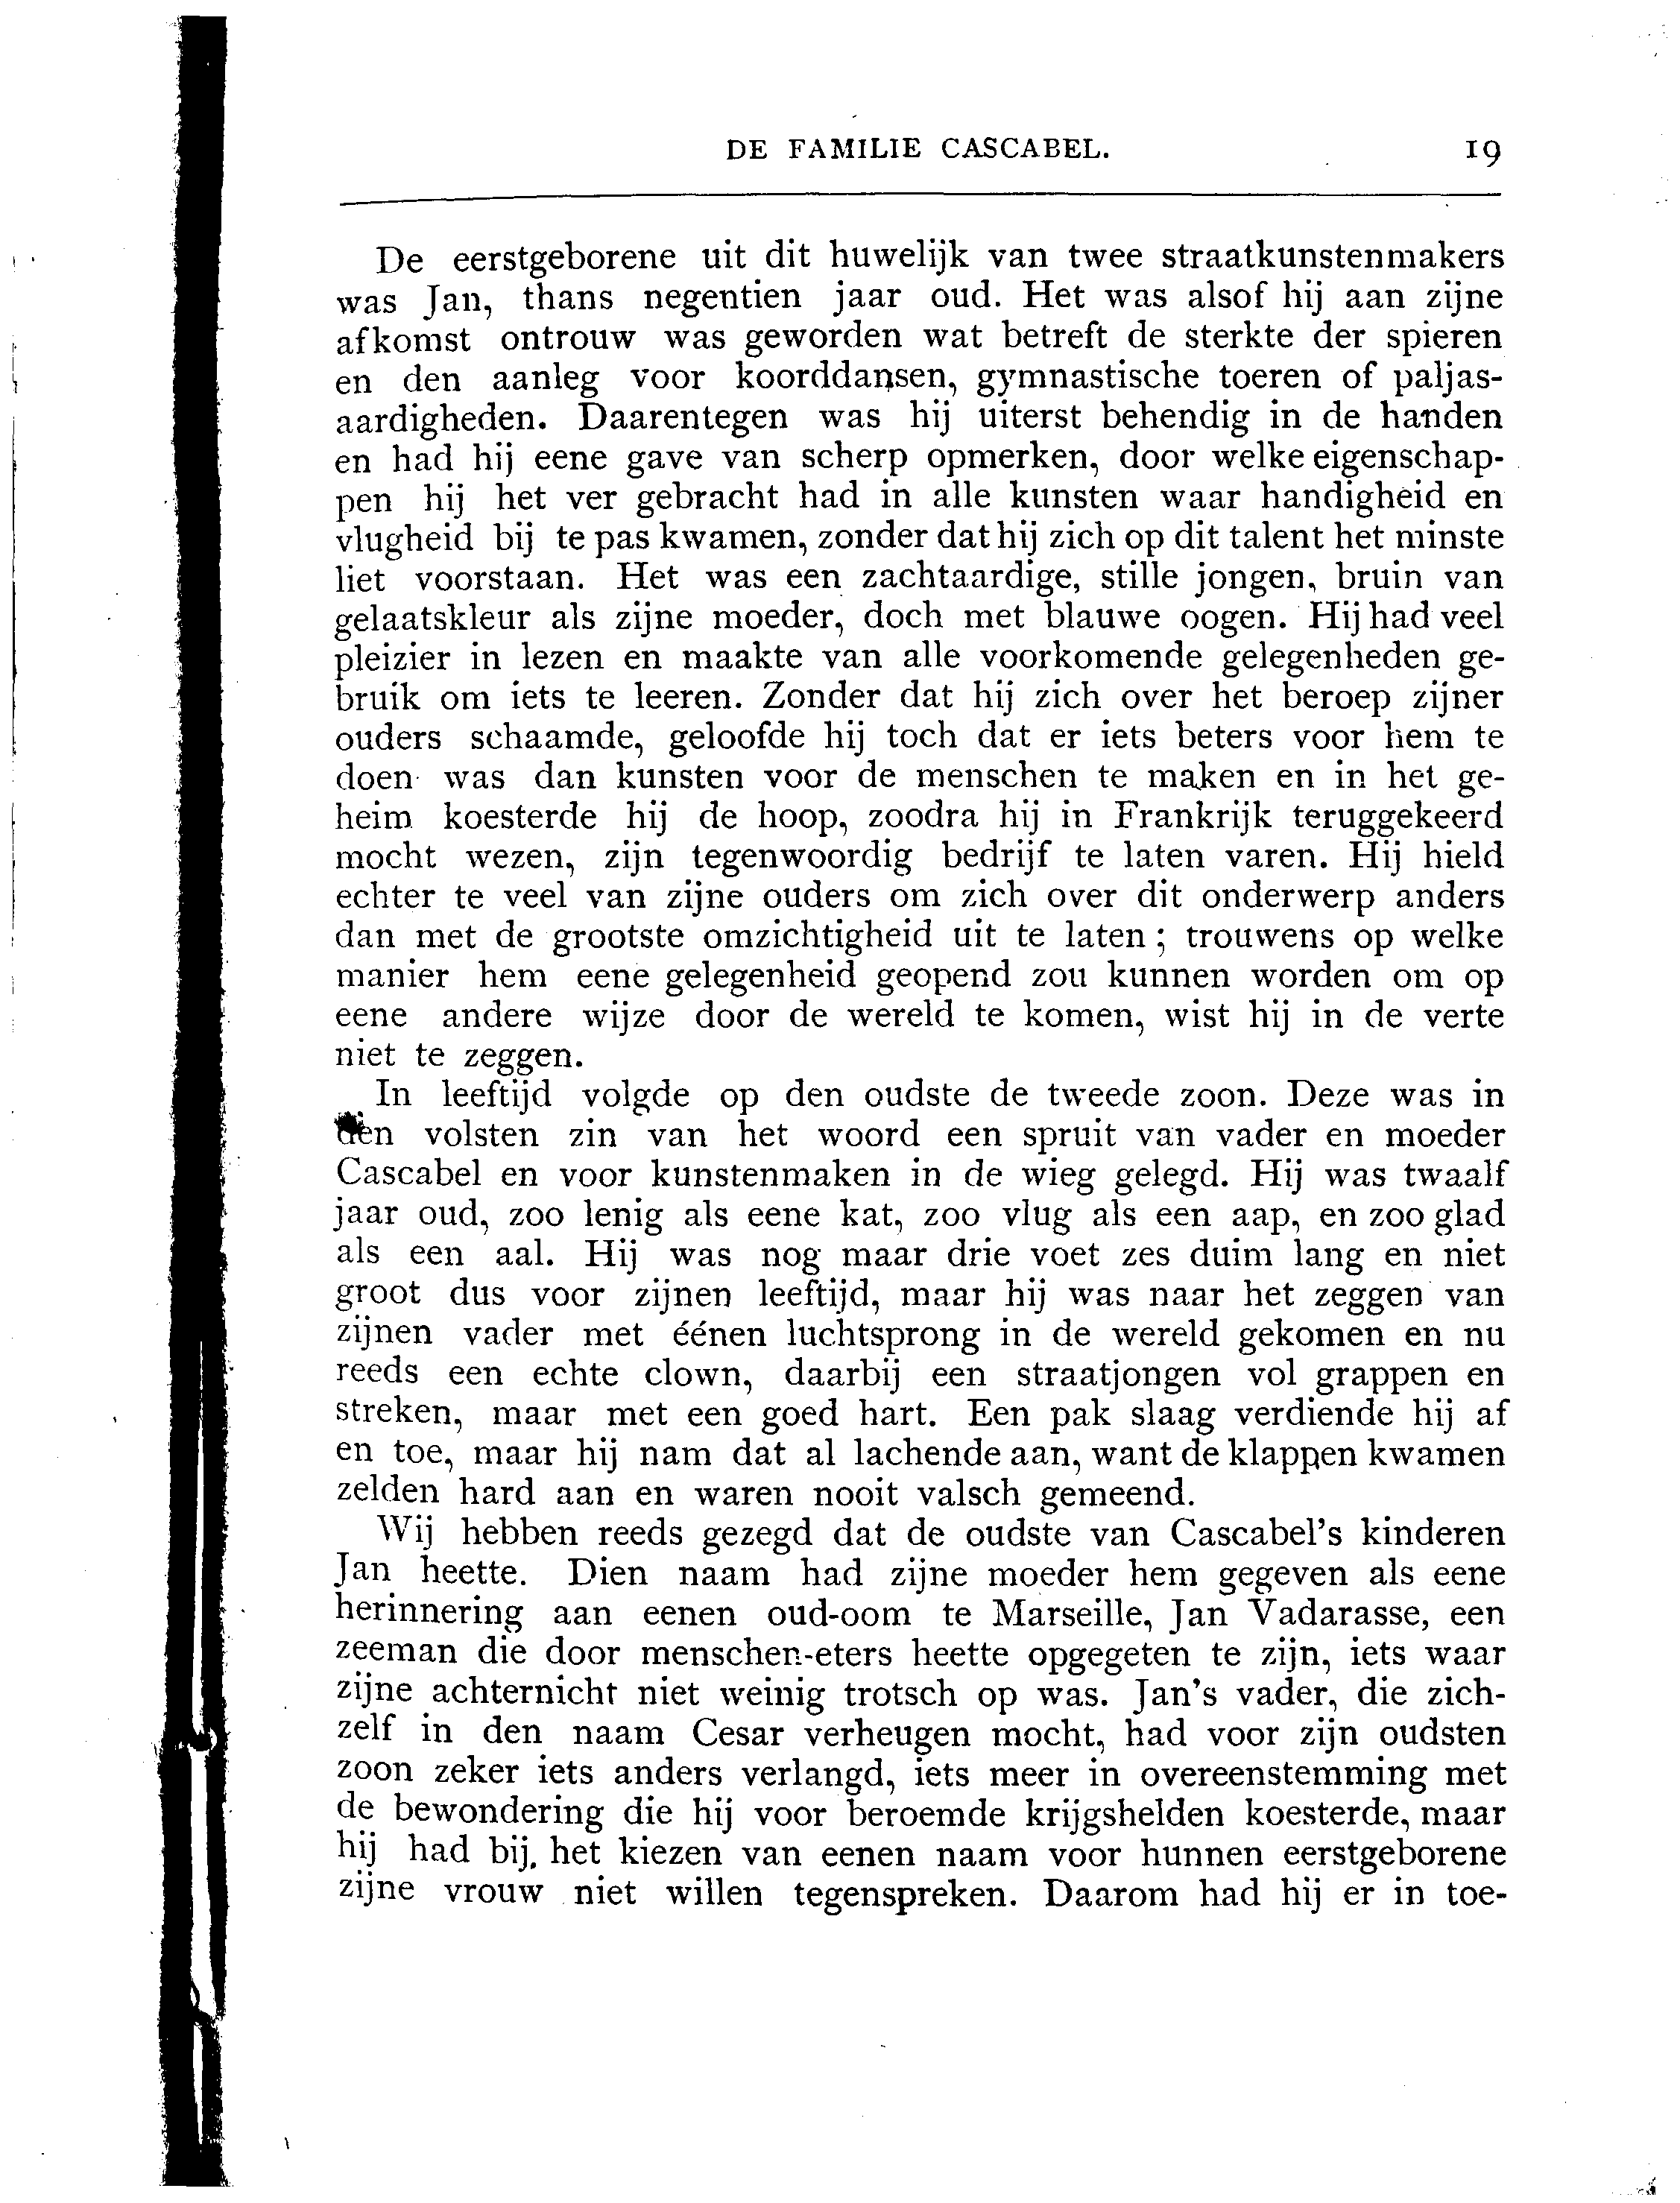 DE FAMILIE CASCABEL. 19
De eerstgeborene uit dit huwelijk van twee straatkunstenmakers
was Jan, thans negentien jaar oud. Het was alsof hij aan zijne
afkomst ontrouw was geworden wat betreft de sterkte der spieren
en den aanleg voor koorddansen, gymnastische toeren of paljas-
aardigheden. Daarentegen was hij uiterst behendig in de handen
en had hij eene gave van scherp opmerken, door welke eigenschap-
pen hij het ver gebracht had in alle kunsten waar handigheid en
vlugheid bij te pas kwamen, zonder dat hij zich op dit talent het minste
liet voorstaan. Het was een zachtaardige, stille jongen, bruin van
gelaatskleur als zijne moeder, doch met blauwe oogen. Hij had veel
pleizier in lezen en maakte van alle voorkomende gelegenheden ge-
bruik om iets te leeren. Zonder dat hij zich over het beroep zijner
ouders schaamde, geloofde hij toch dat er iets beters voor hem te
doen was dan kunsten voor de menschen te maken en in het ge-
heim koesterde hij de hoop, zoodra hij in Frankrijk teruggekeerd
mocht wezen, zijn tegenwoordig bedrijf te laten varen. Hij hield
echter te veel van zijne ouders om zich over dit onderwerp anders
dan met de grootste omzichtigheid uit te laten; trouwens op welke
manier hem eene gelegenheid geopend zou kunnen worden om op
eene andere wijze door de wereld te komen, wist hij in de verte
niet te zeggen.
In leeftijd volgde op den oudste de tweede zoon. Deze was in
den volsten zin van het woord een spruit van vader en moeder
Cascabel en voor kunstenmaken in de wieg gelegd. Hij was twaalf
jaar oud, zoo lenig als eene kat, zoo vlug als een aap, en zoo glad
als een aal. Hij was nog maar drie voet zes duim lang en niet
groot dus voor zijnen leeftijd, maar hij was naar het zeggen van
zijnen vader met éénen luchtsprong in de wereld gekomen en nu
reeds een echte clown, daarbij een straatjongen vol grappen en
streken, maar met een goed hart. Een pak slaag verdiende hij af
en toe, maar hij nam dat al lachende aan, want de klappen kwamen
zelden hard aan en waren nooit valsch gemeend.
Wij hebben reeds gezegd dat de oudste van Cascabel's kinderen
Jan heette. Dien naam had zijne moeder hem gegeven als eene
herinnering aan eenen oud-oom te Marseille, Jan Vadarasse, een
zeeman die door menschen-eters heette opgegeten te zijn, iets waar
zijne achternicht niet weinig trotsch op was. Jan's vader, die zich-
zelf in den naam Cesar verheugen mocht, had voor zijn oudsten
zoon zeker iets anders verlangd, iets meer in overeenstemming met
de bewondering die hij voor beroemde krijgshelden koesterde, maar
hij had bij. het kiezen van eenen naam voor hunnen eerstgeborene
zijne vrouw niet willen tegenspreken. Daarom had hij er in toe-